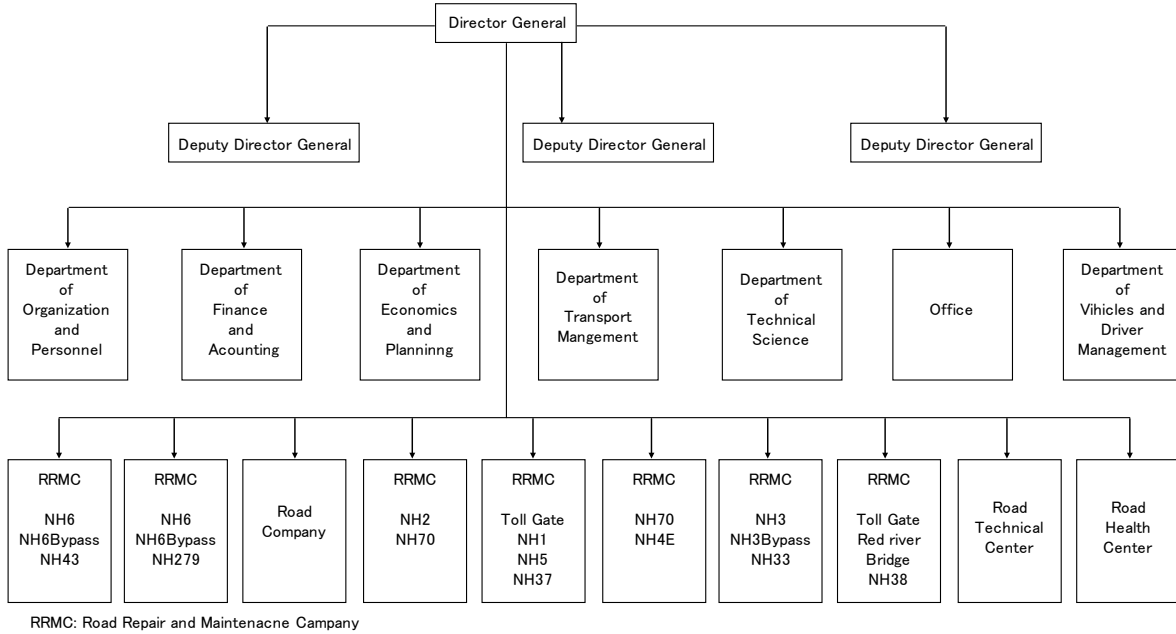 Director General
Deputy Director General
Deputy Director General
Deputy Director General
Department
of
Organization
and
Personnel
Department
of
Finance
and
Acounting
Department
of
Economics
and
Planninng
Department
of
Transport
Mangement
Department
of
Technical
Science
Office
Department
of
Vihicles and
Driver
Management
RRMC
NH6
NH6Bypass
NH43
RRMC
NH6
NH6Bypass
NH279
Road
Company
RRMC
NH2
NH70
RRMC
Toll Gate
NH1
NH5
NH37
RRMC
NH70
NH4E
RRMC
NH3
NH3Bypass
NH33
RRMC
Toll Gate
Red river
Bridge
NH38
Road
Technical
Center
Road
Health
Center
RRMC: Road Repair and Maintenacne Campany